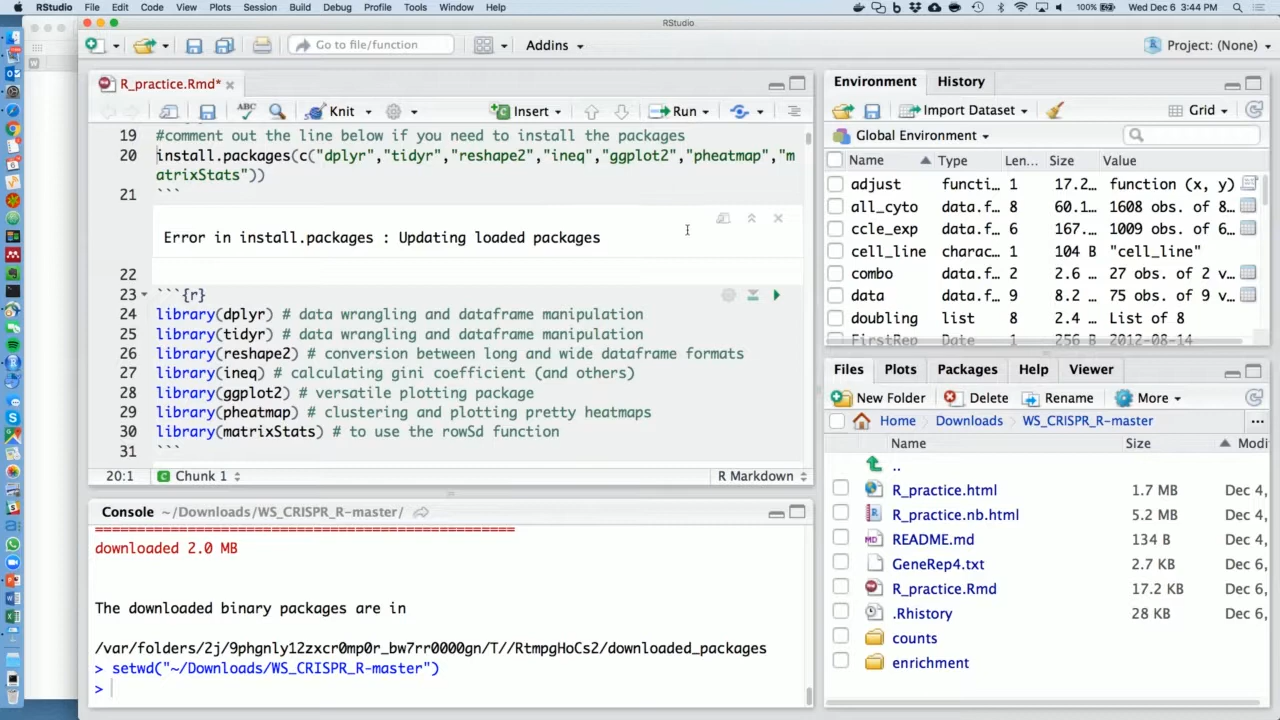 RStudio File Edit Code View Plots Session Build Debug Profile Tools Window Help 100% Wed Dec 6 3:44 PM
RStudio
Go to file/function Addins Project: (None)
R_practice.Rmd*
ABC Knit Insert Run
19 #comment out the line below if you need to install the packages
20 install.packages(c("dplyr","tidyr","reshape2","ineq","ggplot2","pheatmap","m
atrixStats"))
21 ```
Error in install.packages : Updating loaded packages
22
23 ```{r}
24 library(dplyr) # data wrangling and dataframe manipulation
25 library(tidyr) # data wrangling and dataframe manipulation
26 library(reshape2) # conversion between long and wide dataframe formats
27 library(ineq) # calculating gini coefficient (and others)
28 library(ggplot2) # versatile plotting package
29 library(pheatmap) # clustering and plotting pretty heatmaps
30 library(matrixStats) # to use the rowSd function
31 ```
20:1 Chunk 1 R Markdown
Console ~/Downloads/WS_CRISPR_R-master/
====================================================
downloaded 2.0 MB
The downloaded binary packages are in
/var/folders/2j/9phgnly12zxcr0mp0r_bw7rr0000gn/T//RtmpgHoCs2/downloaded_packages
> setwd("~/Downloads/WS_CRISPR_R-master")
>
Environment History
Import Dataset Grid
Global Environment
Name Type Len... Size Value
adjust functi... 1 17.2... function (x, y)
all_cyto data.f... 8 60.1... 1608 obs. of 8...
ccle_exp data.f... 6 167.... 1009 obs. of 6...
cell_line charac... 1 104 B "cell_line"
combo data.f... 2 2.6 ... 27 obs. of 2 v...
data data.f... 9 8.2 ... 75 obs. of 9 v...
doubling list 8 2.4 ... List of 8
FirstRep Date 1 256 B 2012-08-14
Files Plots Packages Help Viewer
New Folder Delete Rename More
Home Downloads WS_CRISPR_R-master ...
Name Size Modi
..
R_practice.html 1.7 MB Dec 4,
R_practice.nb.html 5.2 MB Dec 4,
README.md 134 B Dec 4,
GeneRep4.txt 2.7 KB Dec 6,
R_practice.Rmd 17.2 KB Dec 6,
.Rhistory 28 KB Dec 6,
counts
enrichment